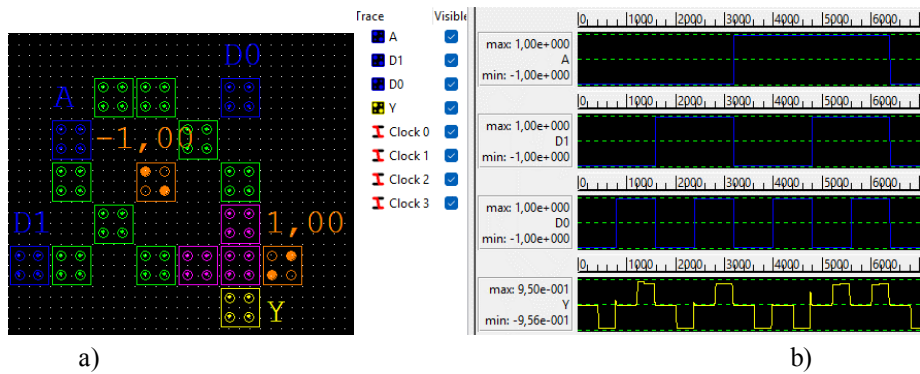 D0
A
-1,00
D1
1,00
Y
a)
Trace Visible
A
D1
D0
Y
Clock 0
Clock 1
Clock 2
Clock 3
0 1000 2000 3000 4000 5000 6000
max: 1,00e+000
A
min: -1,00e+000
0 1000 2000 3000 4000 5000 6000
max: 1,00e+000
D1
min: -1,00e+000
0 1000 2000 3000 4000 5000 6000
max: 1,00e+000
D0
min: -1,00e+000
0 1000 2000 3000 4000 5000 6000
max: 9,50e-001
Y
min: -9,56e-001
b)